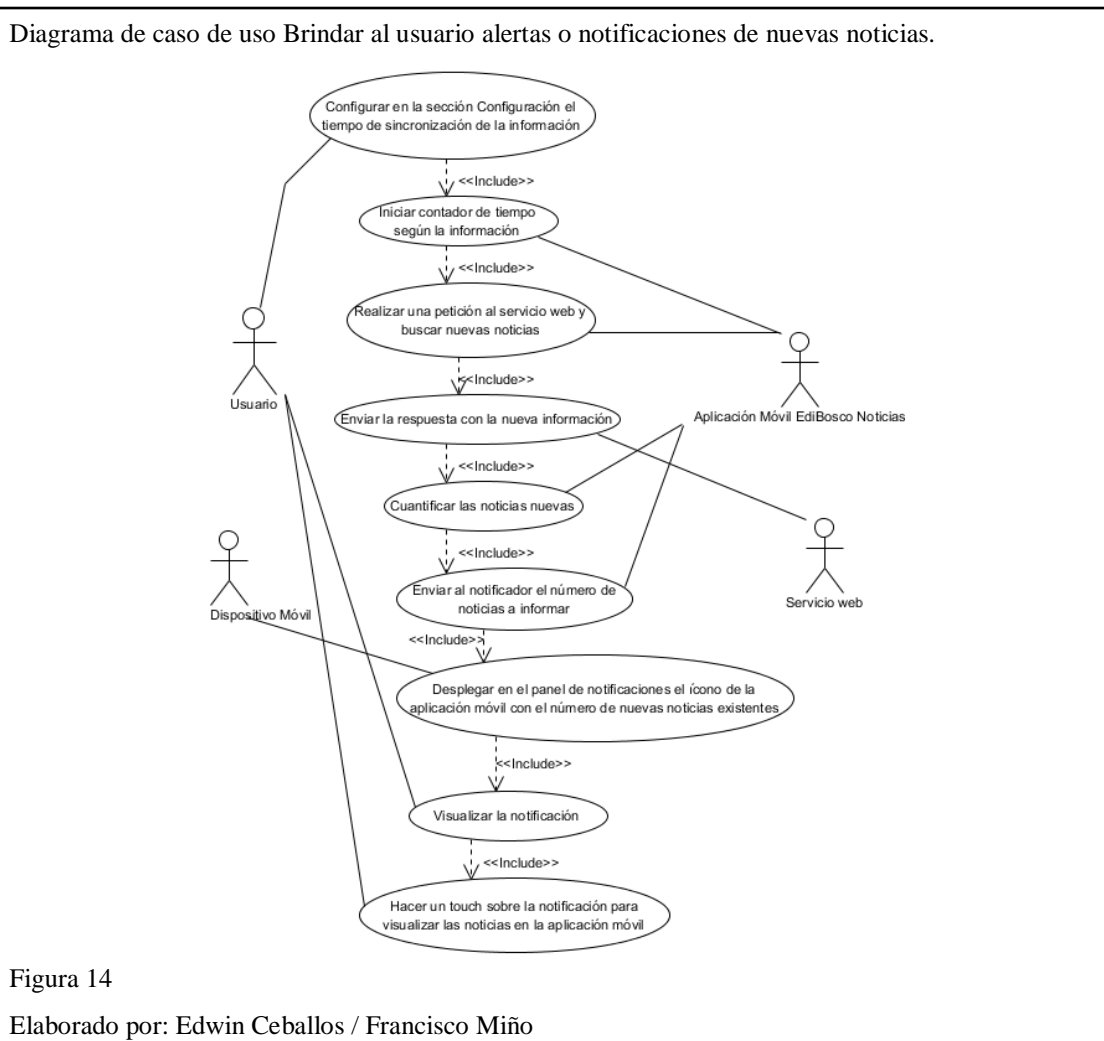 Diagrama de caso de uso Brindar al usuario alertas o notificaciones de nuevas noticias.
Configurar en la sección Configuración el
tiempo de sincronización de la información
<<Include>>
Iniciar contador de tiempo
según la información
<<Include>>
Realizar una petición al servicio web y
buscar nuevas noticias
<<Include>>
Usuario
Enviar la respuesta con la nueva información
Aplicación Móvil EdiBosco Noticias
<<Include>>
Cuantificar las noticias nuevas
<<Include>>
Enviar al notificador el número de
noticias a informar
Servicio web
Dispositivo Móvil
<<Include>>
Desplegar en el panel de notificaciones el ícono de la
aplicación móvil con el número de nuevas noticias existentes
<<Include>>
Visualizar la notificación
<<Include>>
Hacer un touch sobre la notificación para
visualizar las noticias en la aplicación móvil
Figura 14
Elaborado por: Edwin Ceballos / Francisco Miño